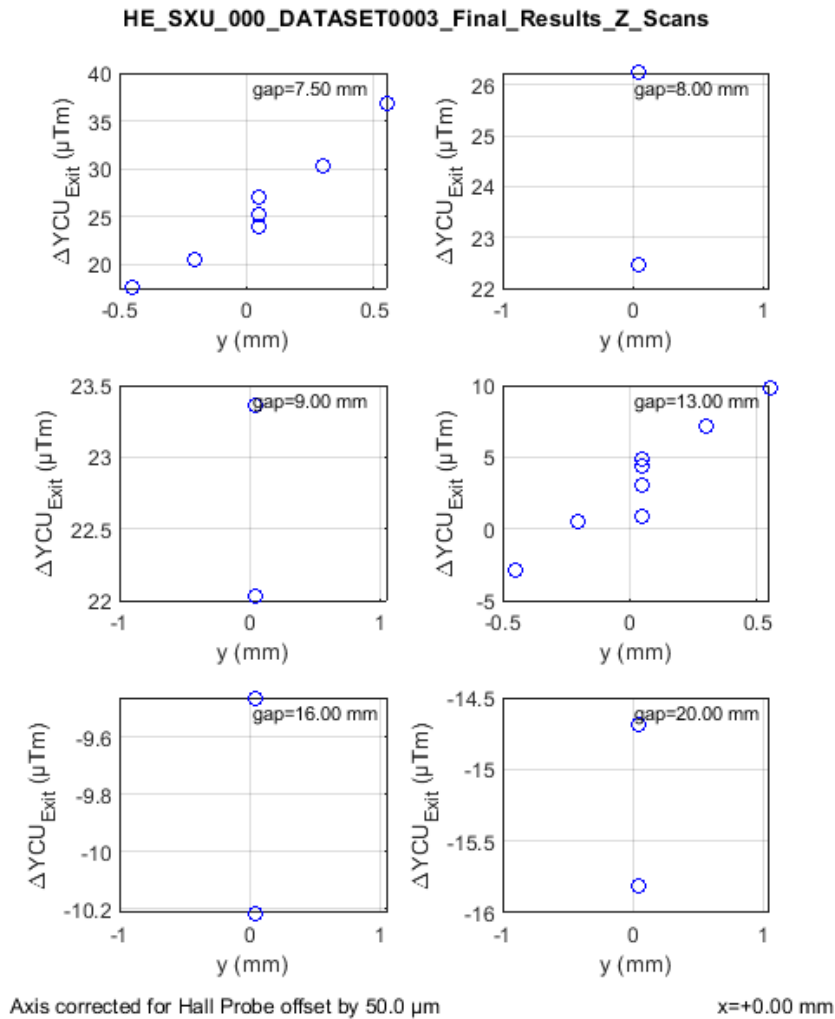 HE_SXU_000_DATASET0003_Final_Results_Z_Scans
gap=7.50 mm
40
35
30
25
20
-0.5
0
0.5
ΔYCU_Exit (µTm)
y (mm)
gap=8.00 mm
26
26
24
22
22
-1
0
1
ΔYCU_Exit (µTm)
y (mm)
gap=9.00 mm
23.5
23
22.5
22
-1
0
1
ΔYCU_Exit (µTm)
y (mm)
gap=13.00 mm
10
5
0
-5
-0.5
0
0.5
ΔYCU_Exit (µTm)
y (mm)
gap=16.00 mm
-9.6
-9.8
-10
-10.2
-1
0
1
ΔYCU_Exit (µTm)
y (mm)
gap=20.00 mm
-14.5
-15
-15.5
-16
-1
0
1
ΔYCU_Exit (µTm)
y (mm)
Axis corrected for Hall Probe offset by 50.0 µm
x=+0.00 mm